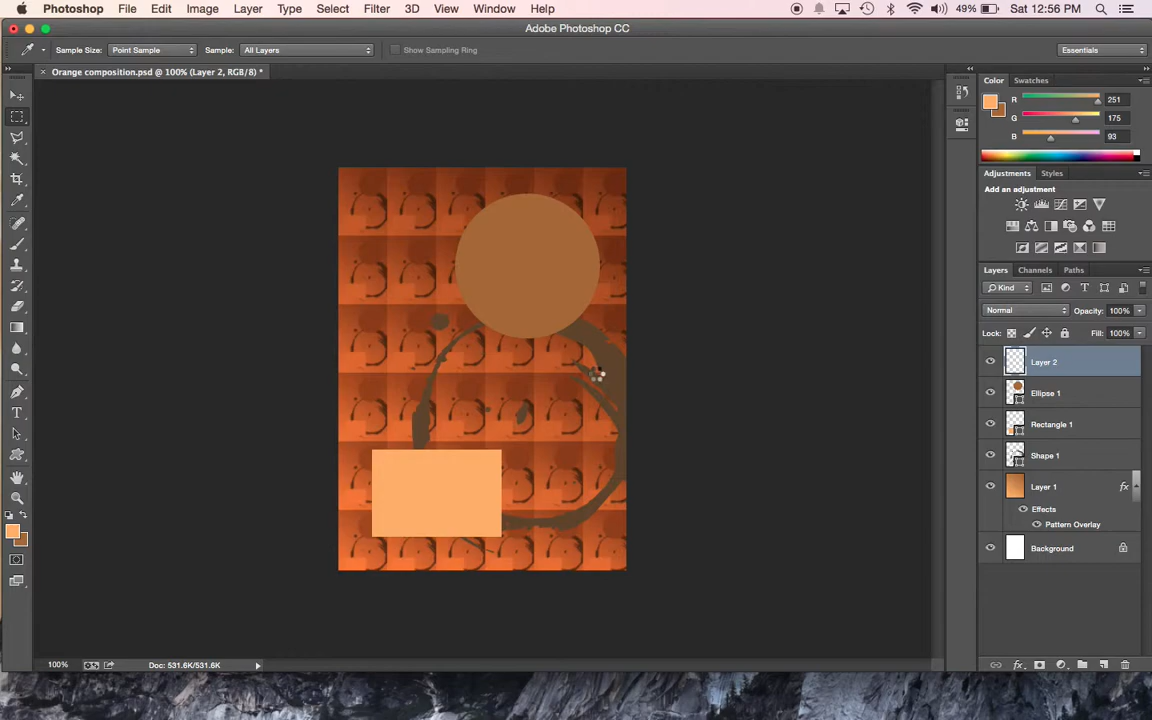 Photoshop File Edit Image Layer Type Select Filter 3D View Window Help 49% Sat 12:56 PM
Adobe Photoshop CC
Sample Size: Point Sample Sample: All Layers Show Sampling Ring Essentials
× Orange composition.psd @ 100% (Layer 2, RGB/8) *
Color Swatches
R 251
G 175
B 93
Adjustments Styles
Add an adjustment
Layers Channels Paths
Kind
Normal Opacity: 100%
Lock: Fill: 100%
Layer 2
Ellipse 1
Rectangle 1
Shape 1
Layer 1 fx
Effects
Pattern Overlay
Background
100% Doc: 531.6K/531.6K